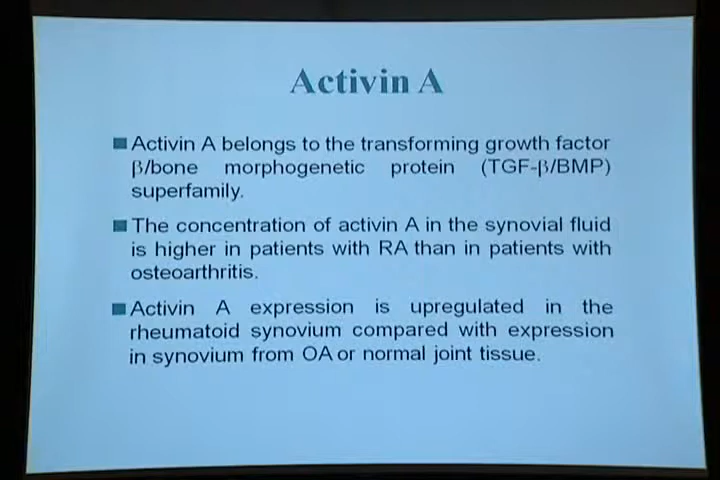 Activin A
Activin A belongs to the transforming growth factor
β/bone morphogenetic protein (TGF-β/BMP)
superfamily.
The concentration of activin A in the synovial fluid
is higher in patients with RA than in patients with
osteoarthritis.
Activin A expression is upregulated in the
rheumatoid synovium compared with expression
in synovium from OA or normal joint tissue.